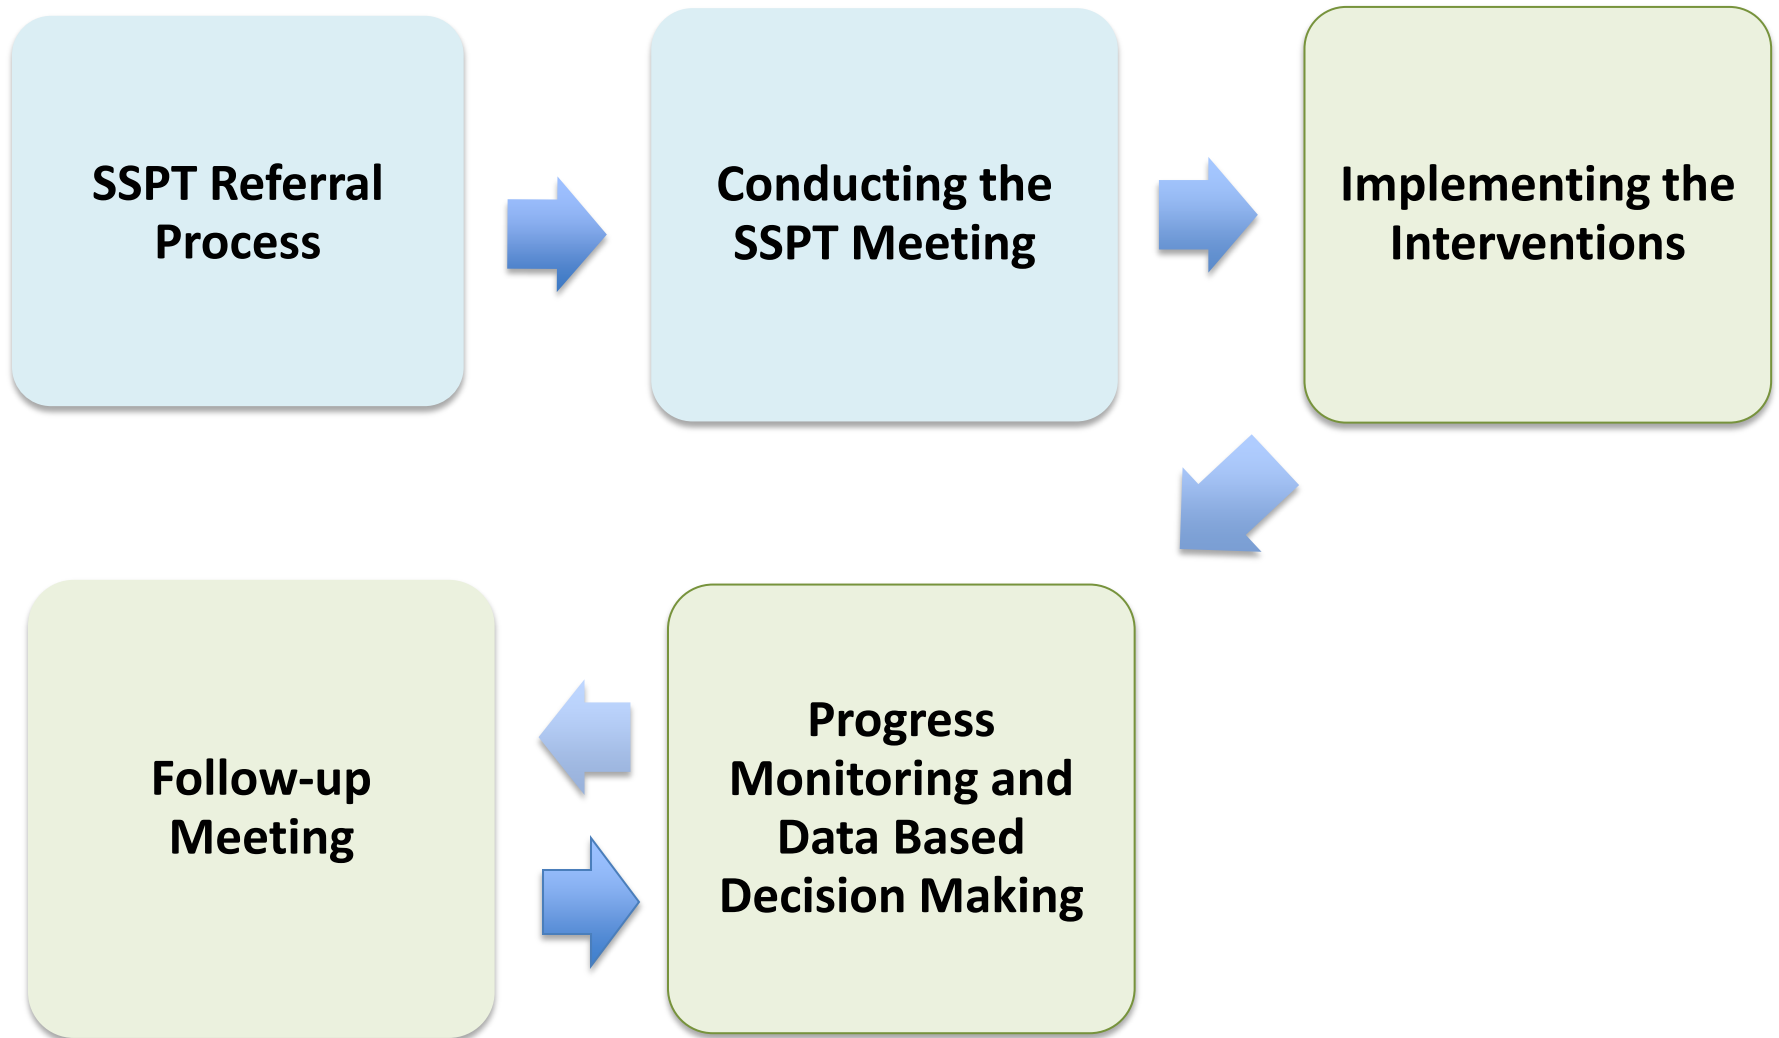 SSPT Referral
Process
Conducting the
SSPT Meeting
Implementing the
Interventions
Follow-up
Meeting
Progress
Monitoring and
Data Based
Decision Making